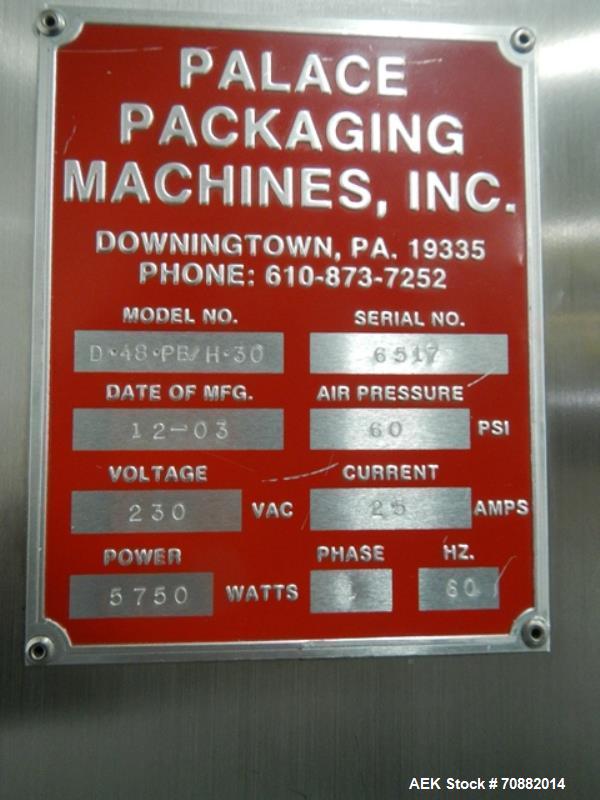 PALACE
PACKAGING
MACHINES, INC.
DOWNINGTOWN, PA. 19335
PHONE: 610-873-7252
MODEL NO. SERIAL NO.
D·48·PE/H·30 6517
DATE OF MFG. AIR PRESSURE
12-03 60 PSI
VOLTAGE CURRENT
230 VAC 25 AMPS
POWER PHASE HZ.
5750 WATTS 1 60
AEK Stock # 70882014